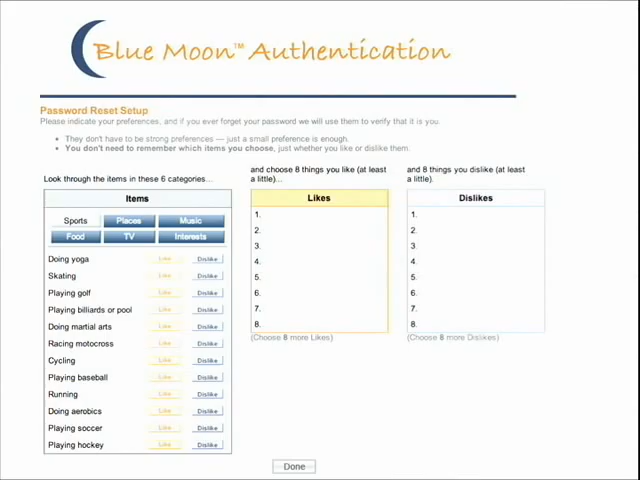 Blue Moon™ Authentication
Password Reset Setup
Please indicate your preferences, and if you ever forget your password we will use them to verify that it is you.
• They don't have to be strong preferences — just a small preference is enough.
• You don't need to remember which items you choose, just whether you like or dislike them.
Look through the items in these 6 categories...
Items
Sports Places Music
Food TV Interests
Doing yoga Like Dislike
Skating Like Dislike
Playing golf Like Dislike
Playing billiards or pool Like Dislike
Doing martial arts Like Dislike
Racing motocross Like Dislike
Cycling Like Dislike
Playing baseball Like Dislike
Running Like Dislike
Doing aerobics Like Dislike
Playing soccer Like Dislike
Playing hockey Like Dislike
and choose 8 things you like (at least
a little)...
Likes
1.
2.
3.
4.
5.
6.
7.
8.
(Choose 8 more Likes)
and 8 things you dislike (at least
a little).
Dislikes
1.
2.
3.
4.
5.
6.
7.
8.
(Choose 8 more Dislikes)
Done